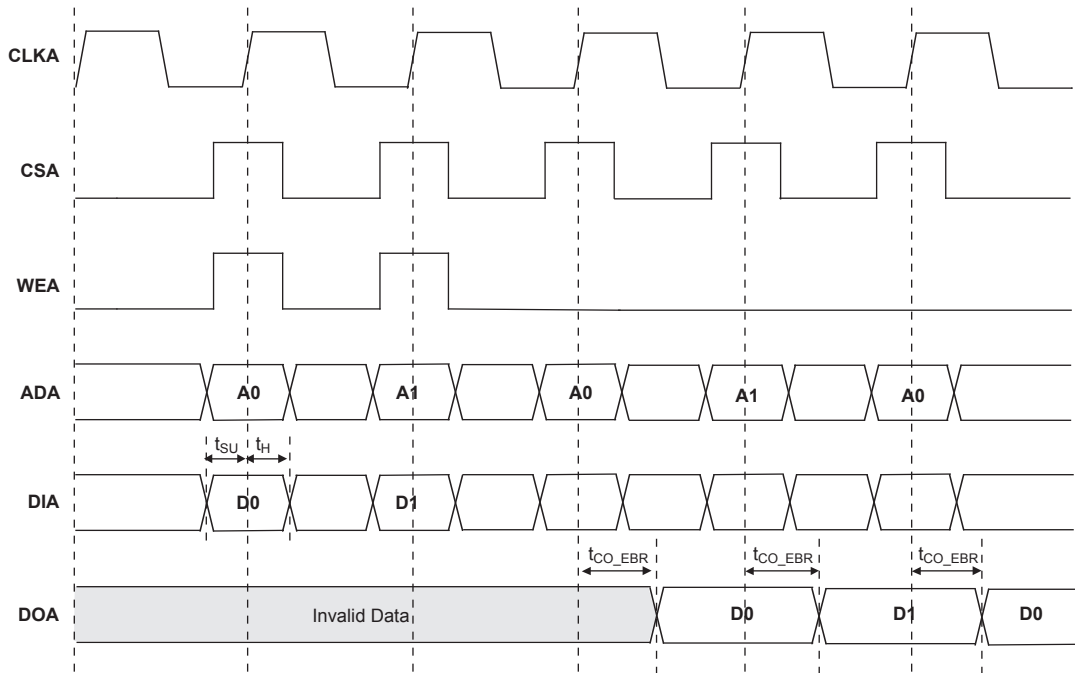 CLKA
CSA
WEA
ADA A0 A1 A0 A1 A0
tSU tH
DIA D0 D1
tCO_EBR tCO_EBR tCO_EBR
DOA Invalid Data D0 D1 D0